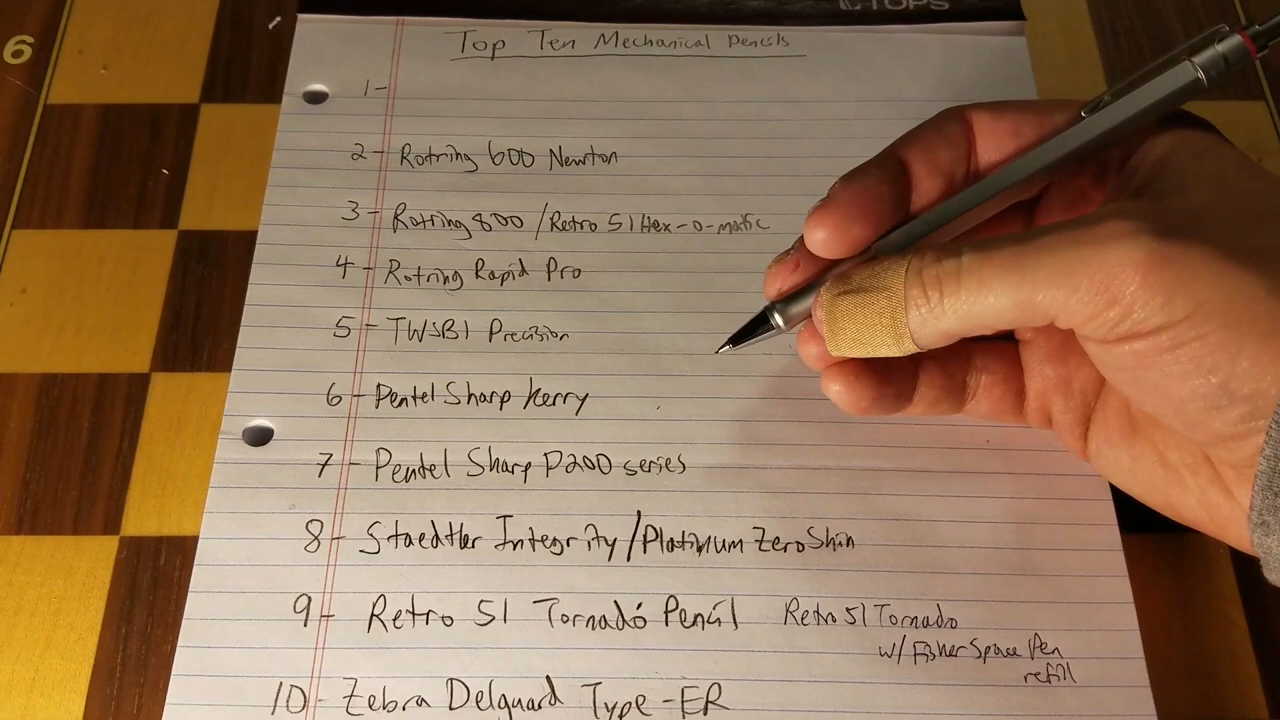 TOPS
6
Top Ten Mechanical Pencils
1-
2- Rotring 600 Newton
3- Rotring 800 / Retro 51 Hex-o-matic
4- Rotring Rapid Pro
5- TWSBI Precision
6- Pentel Sharp Kerry
7- Pentel Sharp P200 series
8- Staedtler Integrity/Platinum Zero Shin
9- Retro 51 Tornado Pencil Retro 51 Tornado
w/ Fisher Space Pen
refill
10- Zebra Delguard Type-ER